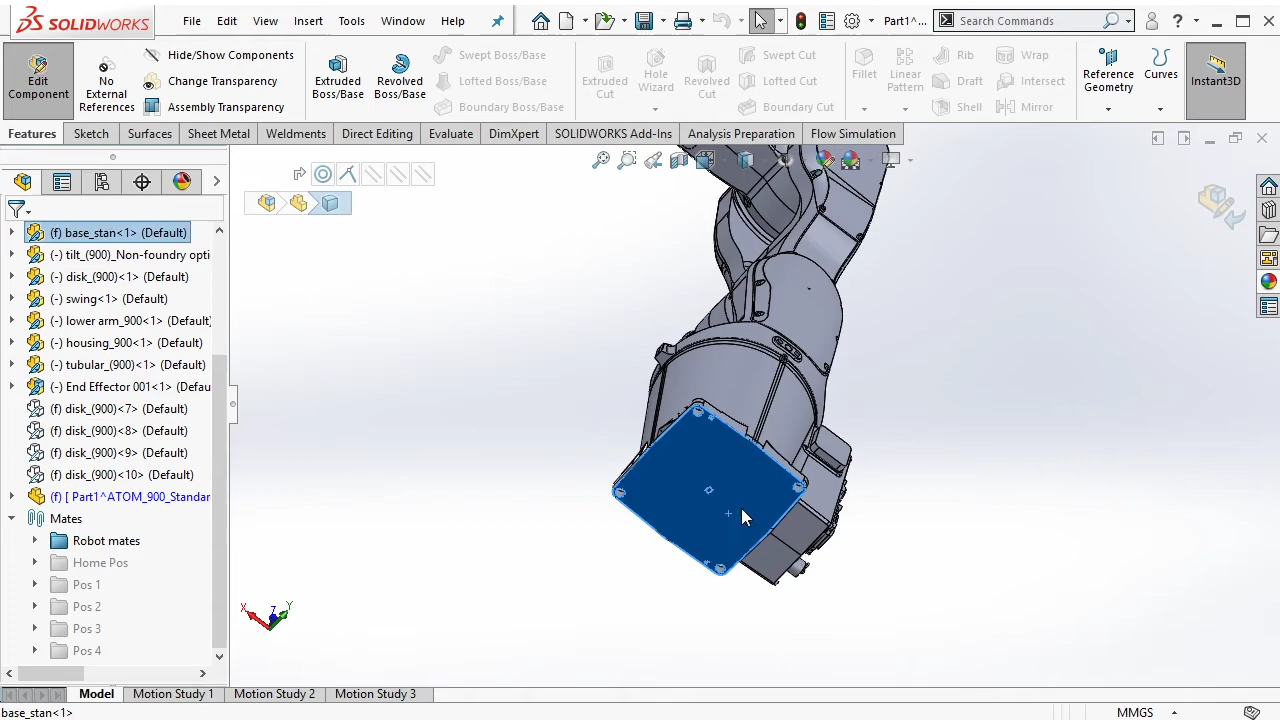 SOLIDWORKS File Edit View Insert Tools Window Help Part1^... Search Commands ?
Edit Component
No External References
Hide/Show Components
Change Transparency
Assembly Transparency
Extruded Boss/Base
Revolved Boss/Base
Swept Boss/Base
Lofted Boss/Base
Boundary Boss/Base
Extruded Cut
Hole Wizard
Revolved Cut
Swept Cut
Lofted Cut
Boundary Cut
Fillet
Linear Pattern
Rib
Draft
Shell
Wrap
Intersect
Mirror
Reference Geometry
Curves
Instant3D
Features Sketch Surfaces Sheet Metal Weldments Direct Editing Evaluate DimXpert SOLIDWORKS Add-Ins Analysis Preparation Flow Simulation
(f) base_stan<1> (Default)
(-) tilt_(900)_Non-foundry opti
(-) disk_(900)<1> (Default)
(-) swing<1> (Default)
(-) lower arm_900<1> (Default)
(-) housing_900<1> (Default)
(-) tubular_(900)<1> (Default)
(-) End Effector 001<1> (Defau
(f) disk_(900)<7> (Default)
(f) disk_(900)<8> (Default)
(f) disk_(900)<9> (Default)
(f) disk_(900)<10> (Default)
(f) [ Part1^ATOM_900_Standar
Mates
Robot mates
Home Pos
Pos 1
Pos 2
Pos 3
Pos 4
X Z Y
Model Motion Study 1 Motion Study 2 Motion Study 3
base_stan<1> MMGS